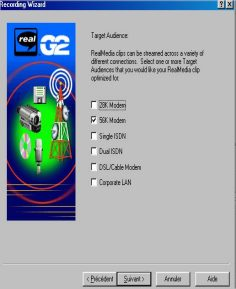 Recording Wizard
real G2
Target Audience:
RealMedia clips can be streamed across a variety of
different connections. Select one or more Target
Audiences that you would like your RealMedia clip
optimized for:
28K Modem
56K Modem
Single ISDN
Dual ISDN
DSL/Cable Modem
Corporate LAN
< Précédent Suivant > Annuler Aide